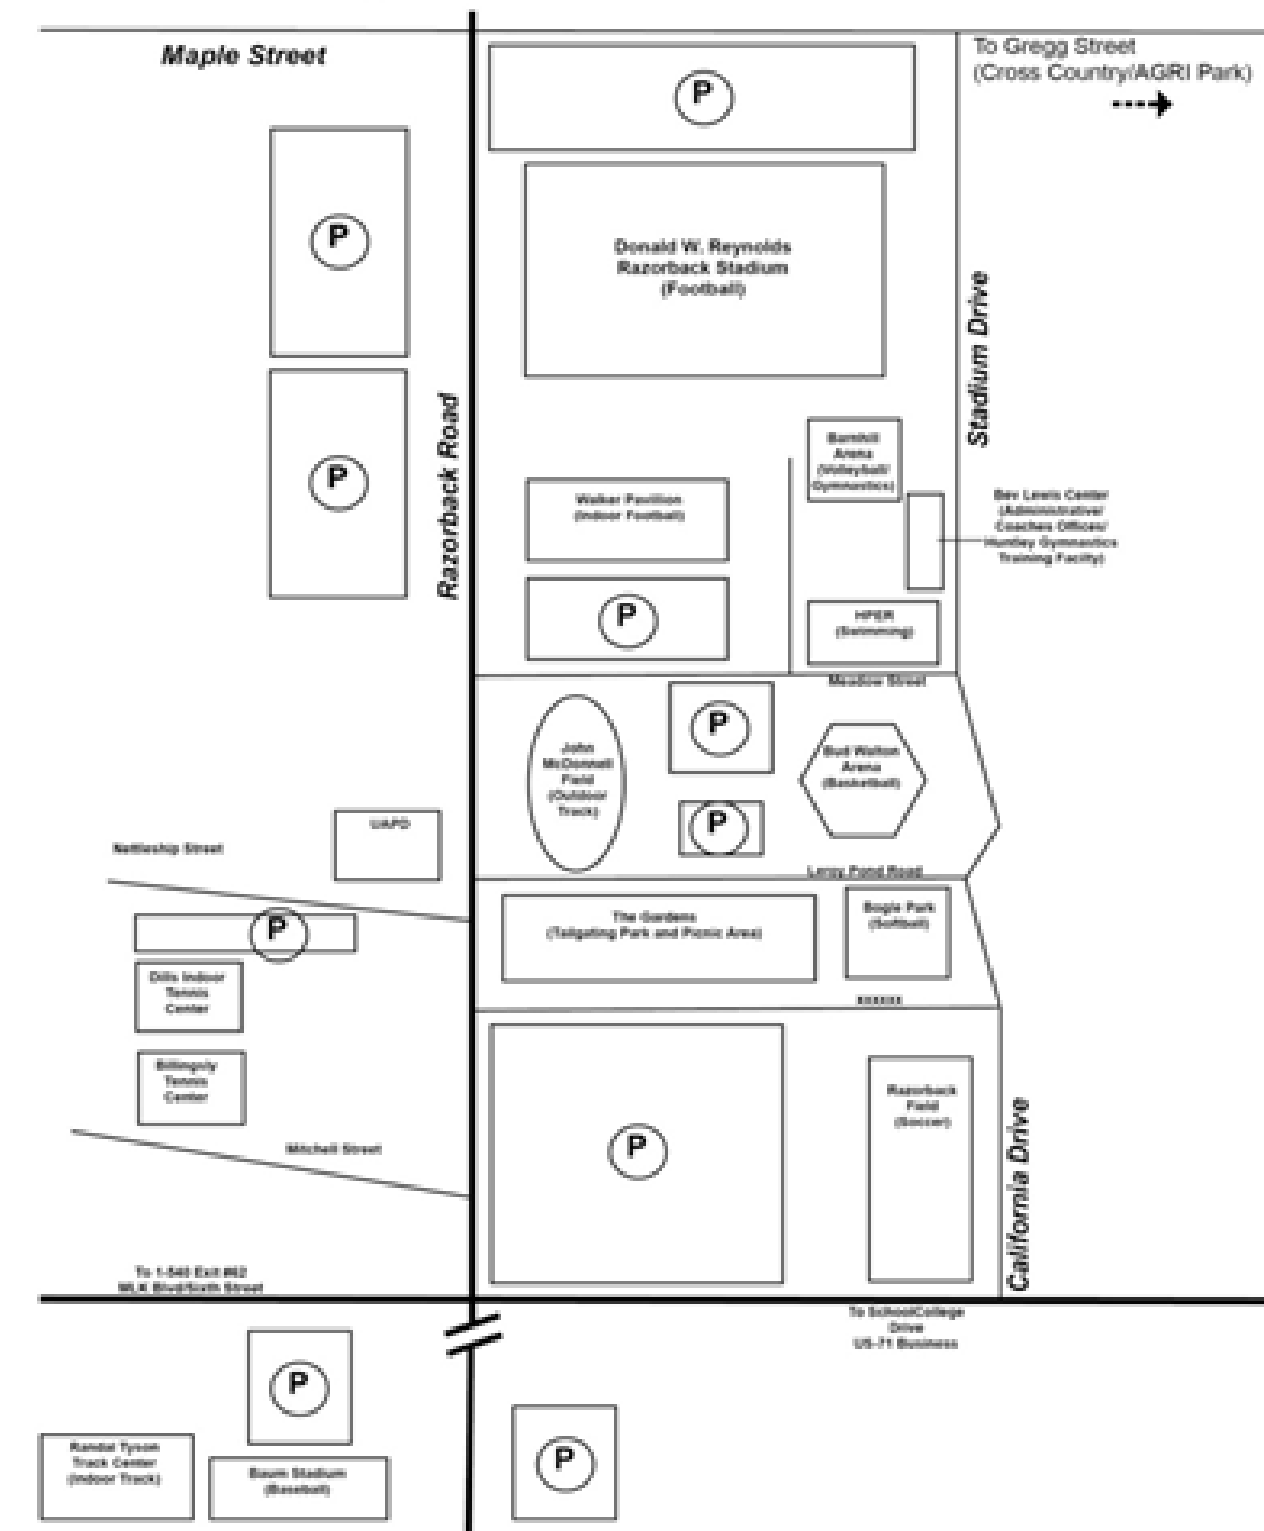 Maple Street
To Gregg Street
(Cross Country/AGRI Park)
P
P
Donald W. Reynolds
Razorback Stadium
(Football)
Stadium Drive
Razorback Road
P
Barnhill
Arena
(Volleyball/
Gymnastics)
Walker Pavilion
(Indoor Football)
Bev Lewis Center
(Administrative/
Coaches Offices/
Huntley Gymnastics
Training Facility)
P
HPER
(Swimming)
Meadow Street
P
John
McDonnell
Field
(Outdoor
Track)
Bud Walton
Arena
(Basketball)
P
UAPD
Nettleship Street
Leroy Pond Road
P
The Gardens
(Tailgating Park and Picnic Area)
Bogle Park
(Softball)
Dills Indoor
Tennis
Center
xxxxxx
Billingsly
Tennis
Center
Razorback
Field
(Soccer)
P
Mitchell Street
California Drive
To 1-540 Exit #62
MLK Blvd/Sixth Street
To School/College
Drive
US-71 Business
P
Randal Tyson
Track Center
(Indoor Track)
Baum Stadium
(Baseball)
P